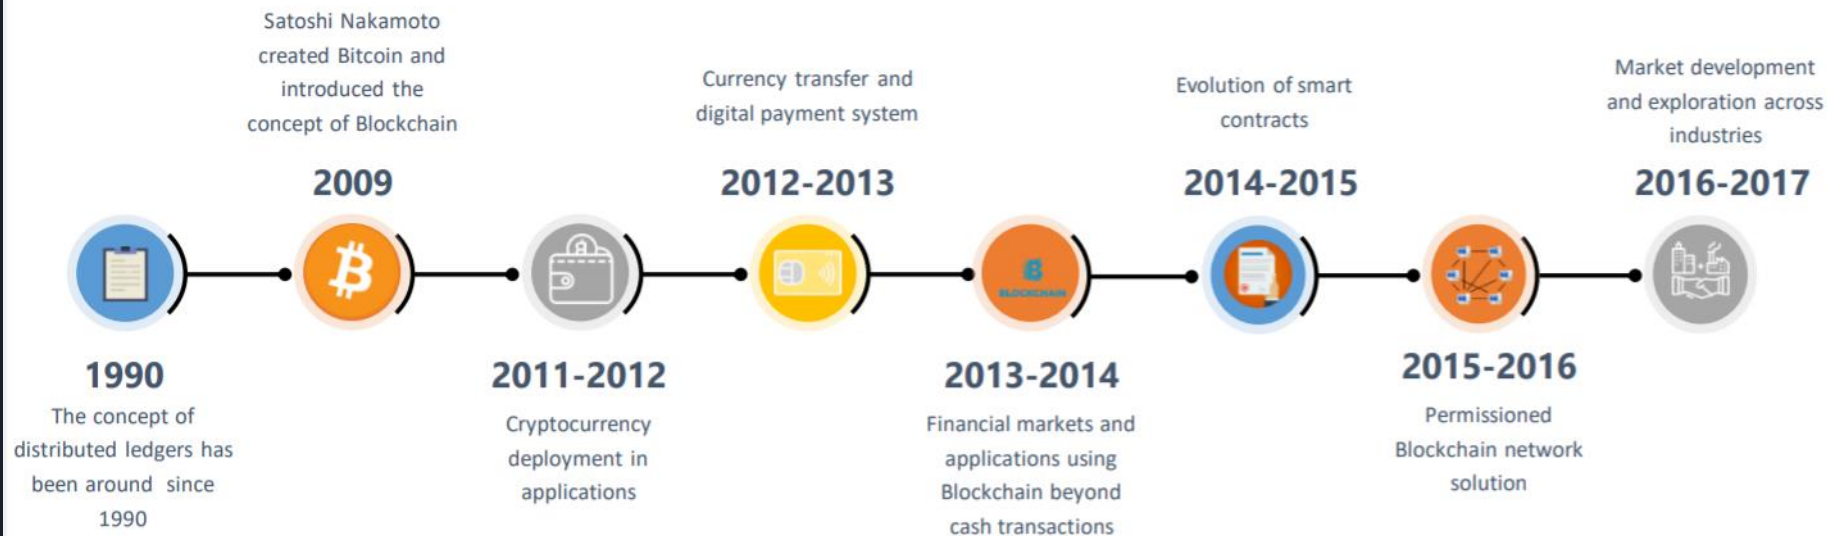 Satoshi Nakamoto
created Bitcoin and
introduced the
concept of Blockchain
2009
Currency transfer and
digital payment system
2012-2013
Evolution of smart
contracts
2014-2015
Market development
and exploration across
industries
2016-2017
B
BLOCKCHAIN
1990
The concept of
distributed ledgers has
been around since
1990
2011-2012
Cryptocurrency
deployment in
applications
2013-2014
Financial markets and
applications using
Blockchain beyond
cash transactions
2015-2016
Permissioned
Blockchain network
solution